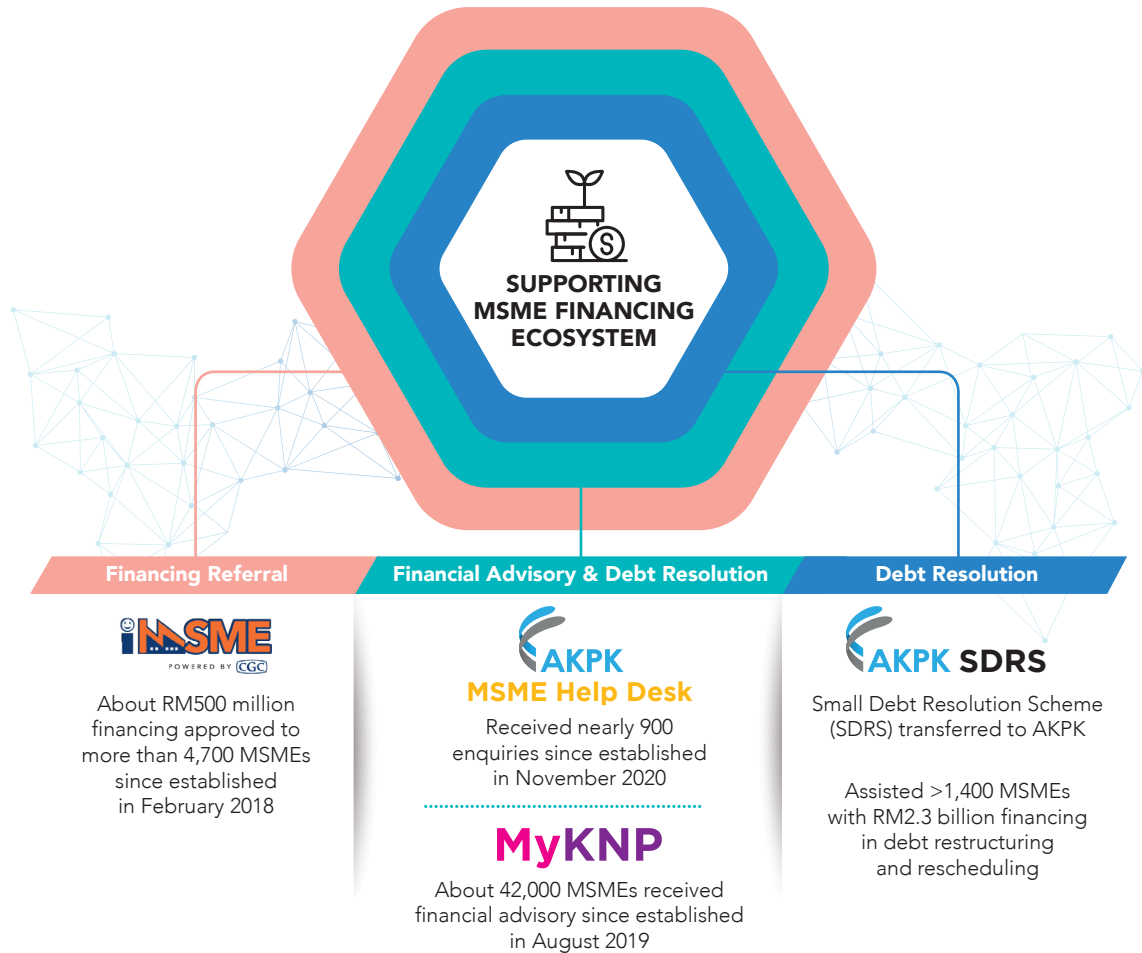 SUPPORTING
MSME FINANCING
ECOSYSTEM
Financing Referral
iMSME
POWERED BY CGC
About RM500 million
financing approved to
more than 4,700 MSMEs
since established
in February 2018
Financial Advisory & Debt Resolution
AKPK
MSME Help Desk
Received nearly 900
enquiries since established
in November 2020
MyKNP
About 42,000 MSMEs received
financial advisory since established
in August 2019
Debt Resolution
AKPK SDRS
Small Debt Resolution Scheme
(SDRS) transferred to AKPK
Assisted >1,400 MSMEs
with RM2.3 billion financing
in debt restructuring
and rescheduling